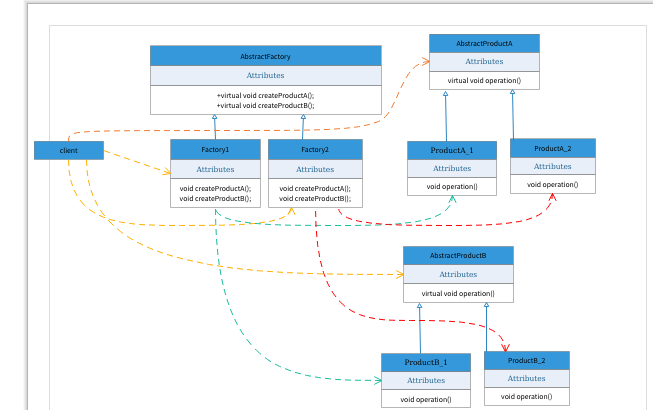 AbstractFactory
Attributes
+virtual void createProductA();
+virtual void createProductB();
AbstractProductA
Attributes
virtual void operation()
client
Factory1
Attributes
void createProductA();
void createProductB();
Factory2
Attributes
void createProductA();
void createProductB();
ProductA_1
Attributes
void operation()
ProductA_2
Attributes
void operation()
AbstractProductB
Attributes
virtual void operation()
ProductB_1
Attributes
void operation()
ProductB_2
Attributes
void operation()